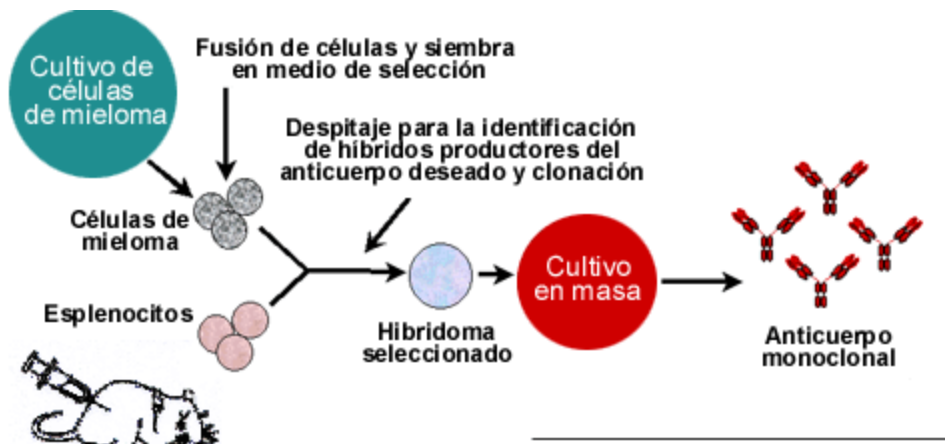 Cultivo de
células
de mieloma
Fusión de células y siembra
en medio de selección
Despitaje para la identificación
de híbridos productores del
anticuerpo deseado y clonación
Células de
mieloma
Esplenocitos
Hibridoma
seleccionado
Cultivo
en masa
Anticuerpo
monoclonal